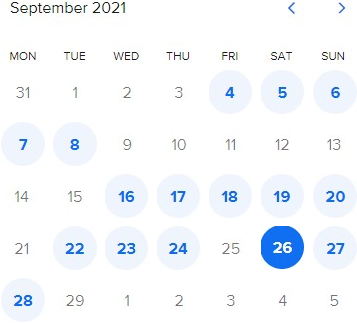 September 2021
MON TUE WED THU FRI SAT SUN
31 1 2 3 4 5 6
7 8 9 10 11 12 13
14 15 16 17 18 19 20
21 22 23 24 25 26 27
28 29 1 2 3 4 5